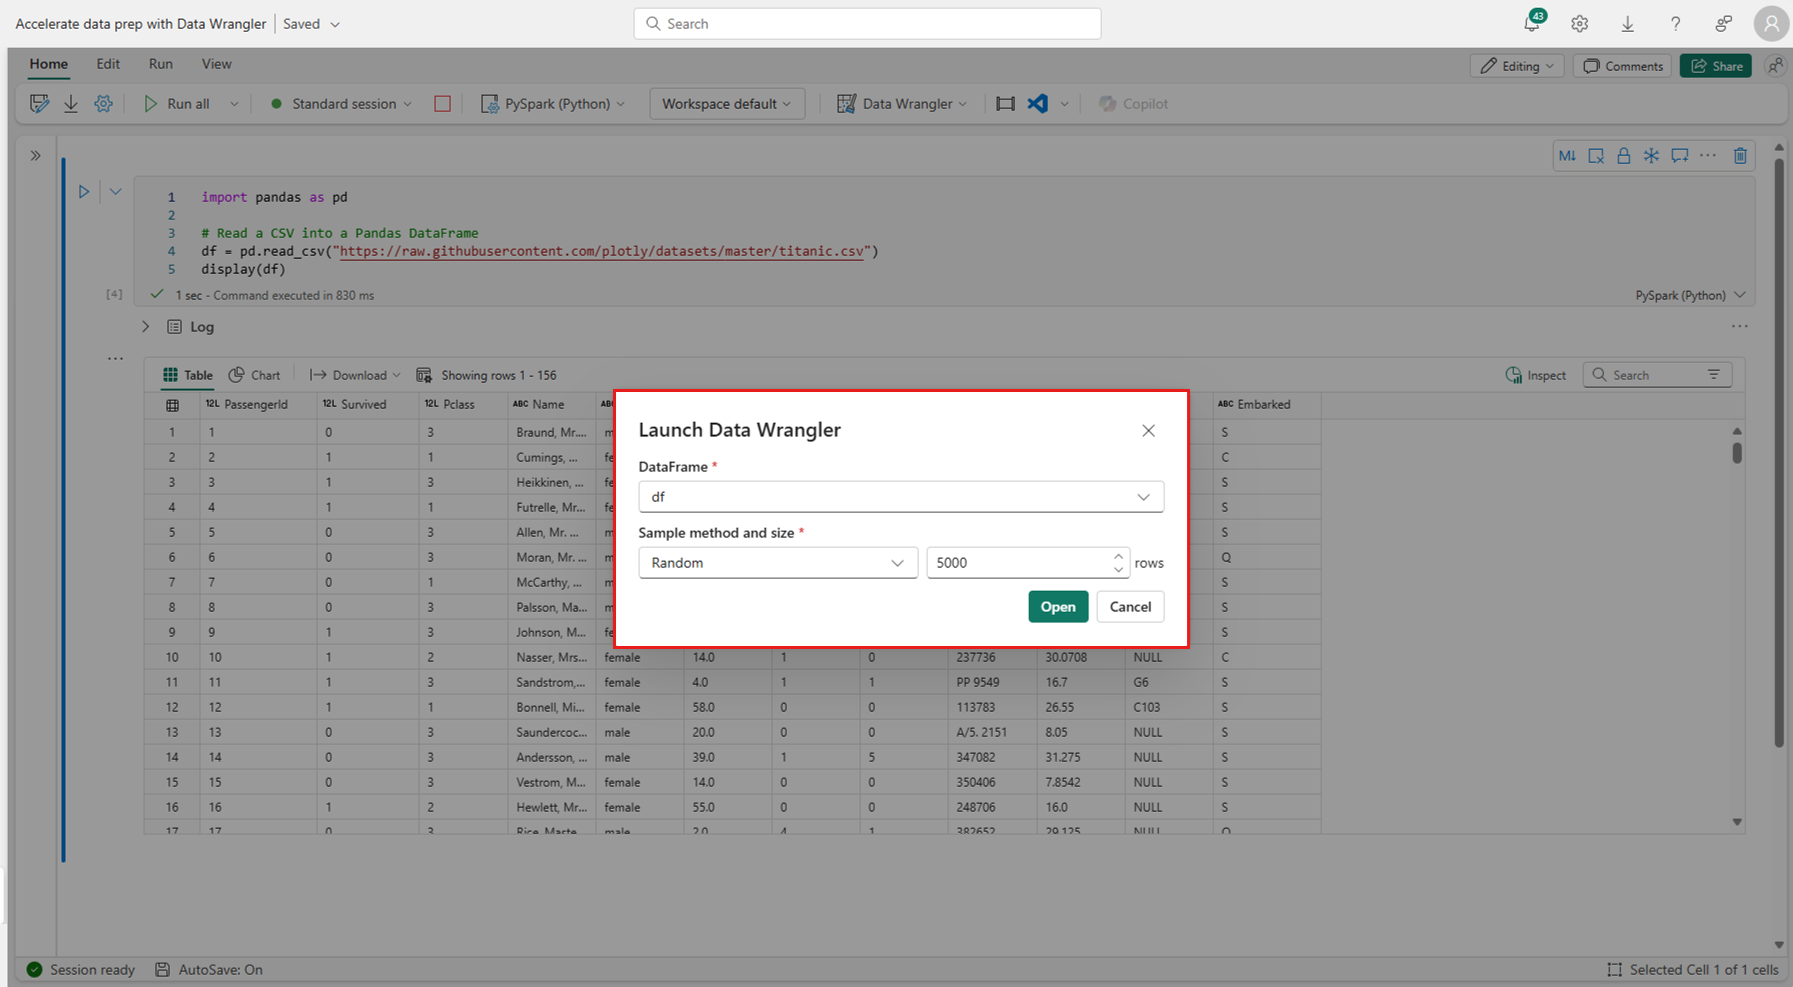 Accelerate data prep with Data Wrangler Saved
Search
43
Home Edit Run View
Editing Comments Share
Run all Standard session PySpark (Python) Workspace default Data Wrangler Copilot
M↓
1 import pandas as pd
2
3 # Read a CSV into a Pandas DataFrame
4 df = pd.read_csv("https://raw.githubusercontent.com/plotly/datasets/master/titanic.csv")
5 display(df)
[4] 1 sec - Command executed in 830 ms PySpark (Python)
Log
Table Chart Download Showing rows 1 - 156 Inspect Search
12L PassengerId 12L Survived 12L Pclass ABC Name ABC Embarked
1 1 0 3 Braund, Mr.... S
2 2 1 1 Cumings, ... C
3 3 1 3 Heikkinen, ... S
4 4 1 1 Futrelle, Mr... S
5 5 0 3 Allen, Mr. ... S
6 6 0 3 Moran, Mr. ... Q
7 7 0 1 McCarthy, ... S
8 8 0 3 Palsson, Ma... S
9 9 1 3 Johnson, M... S
10 10 1 2 Nasser, Mrs... female 14.0 1 0 237736 30.0708 NULL C
11 11 1 3 Sandstrom,... female 4.0 1 1 PP 9549 16.7 G6 S
12 12 1 1 Bonnell, Mi... female 58.0 0 0 113783 26.55 C103 S
13 13 0 3 Saundercoc... male 20.0 0 0 A/5. 2151 8.05 NULL S
14 14 0 3 Andersson, ... male 39.0 1 5 347082 31.275 NULL S
15 15 0 3 Vestrom, M... female 14.0 0 0 350406 7.8542 NULL S
16 16 1 2 Hewlett, Mr... female 55.0 0 0 248706 16.0 NULL S
17 17 0 3 Rice, Maste... male 2.0 4 1 382652 29.125 NULL Q
Launch Data Wrangler
DataFrame *
df
Sample method and size *
Random 5000 rows
Open Cancel
Session ready AutoSave: On Selected Cell 1 of 1 cells